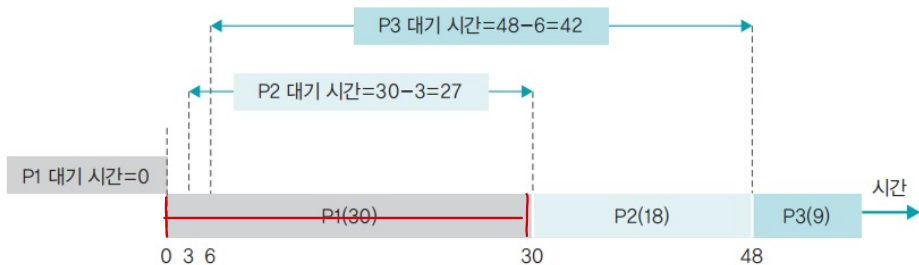 P3 대기 시간=48-6=42
P2 대기 시간=30-3=27
P1 대기 시간=0
시간
P1(30)
P2(18)
P3(9)
0 3 6 30 48